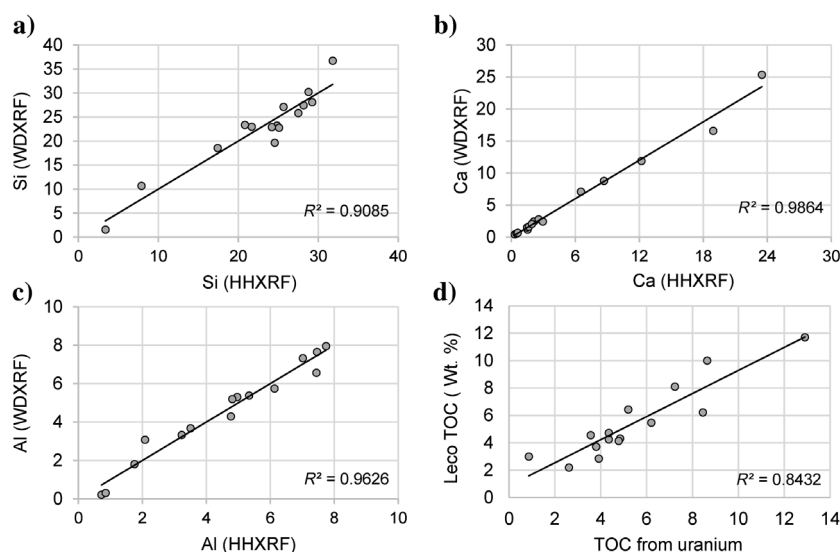 a)
Si (WDXRF)
40
35
30
25
20
15
10
5
0
0 10 20 30 40
Si (HHXRF)
R² = 0.9085
b)
Ca (WDXRF)
30
25
20
15
10
5
0
0 6 12 18 24 30
Ca (HHXRF)
R² = 0.9864
c)
Al (WDXRF)
10
8
6
4
2
0
0 2 4 6 8 10
Al (HHXRF)
R² = 0.9626
d)
Leco TOC ( Wt. %)
14
12
10
8
6
4
2
0
0 2 4 6 8 10 12 14
TOC from uranium
R² = 0.8432